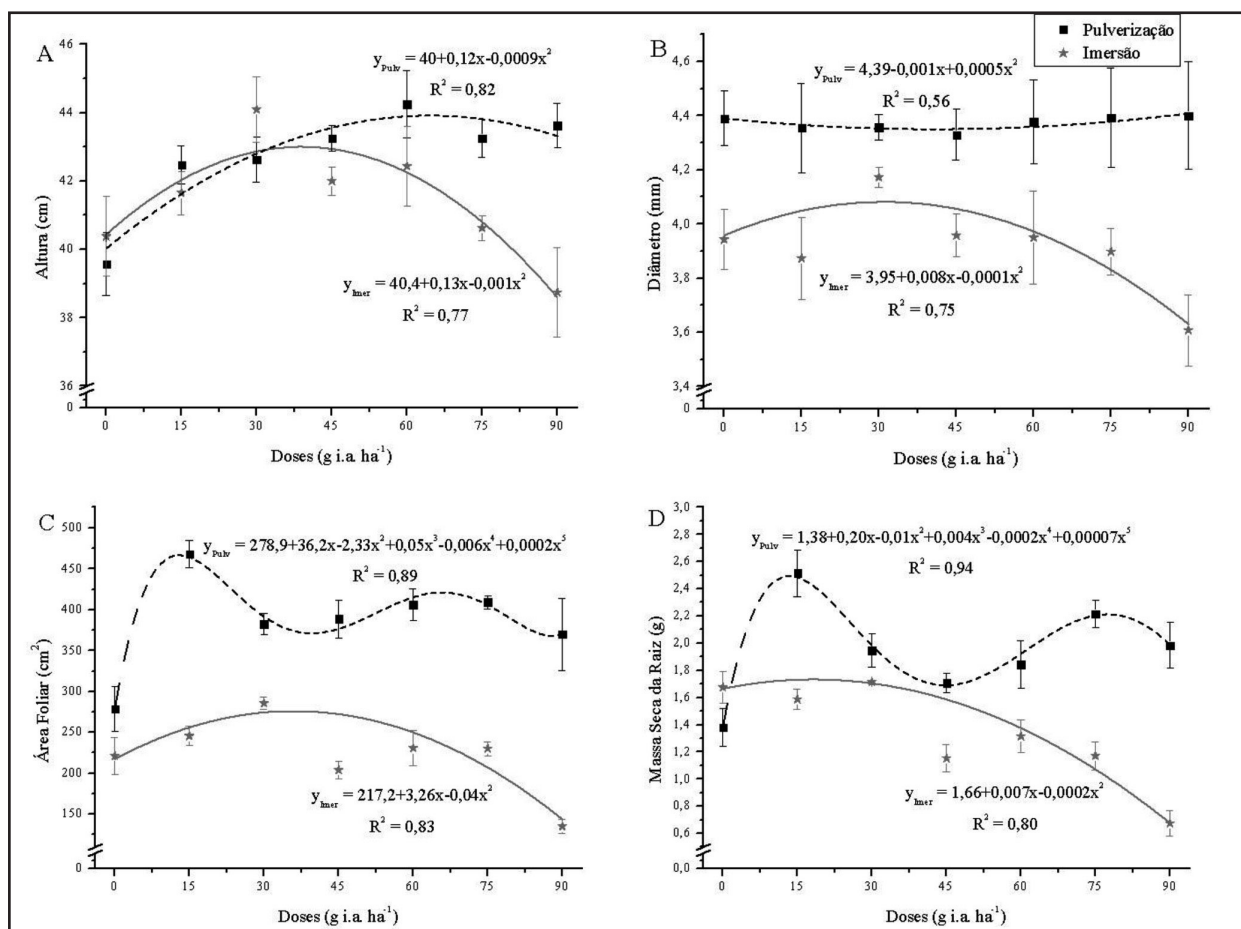 A
Altura (cm)
46
44
42
40
38
36
0
y_Pulv = 40+0,12x-0,0009x²
R² = 0,82
y_Imer = 40,4+0,13x-0,001x²
R² = 0,77
0 15 30 45 60 75 90
Doses (g i.a. ha⁻¹)
B
Pulverização
Imersão
Diâmetro (mm)
4,8
4,6
4,4
4,2
4,0
3,8
3,6
3,4
0
y_Pulv = 4,39-0,001x+0,0005x²
R² = 0,56
y_Imer = 3,95+0,008x-0,0001x²
R² = 0,75
0 15 30 45 60 75 90
Doses (g i.a. ha⁻¹)
C
Área Foliar (cm²)
500
450
400
350
300
250
200
150
0
y_Pulv = 278,9+36,2x-2,33x²+0,05x³-0,006x⁴+0,0002x⁵
R² = 0,89
y_Imer = 217,2+3,26x-0,04x²
R² = 0,83
0 15 30 45 60 75 90
Doses (g i.a. ha⁻¹)
D
Massa Seca da Raiz (g)
3,0
2,8
2,6
2,4
2,2
2,0
1,8
1,6
1,4
1,2
1,0
0,8
0,6
0,0
y_Pulv = 1,38+0,20x-0,01x²+0,004x³-0,0002x⁴+0,00007x⁵
R² = 0,94
y_Imer = 1,66+0,007x-0,0002x²
R² = 0,80
0 15 30 45 60 75 90
Doses (g i.a. ha⁻¹)